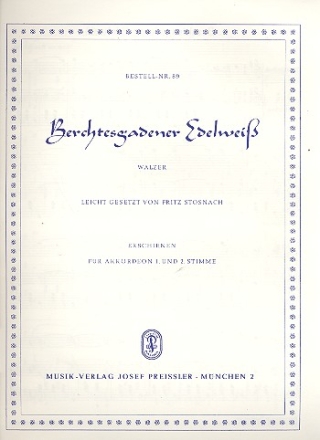 BESTELL-NR. 89
Berchtesgadener Edelweiß
WALZER
LEICHT GESETZT VON FRITZ STOSNACH
ERSCHIENEN
FÜR AKKORDEON 1. UND 2. STIMME
MUSIK-VERLAG JOSEF PREISSLER - MÜNCHEN 2